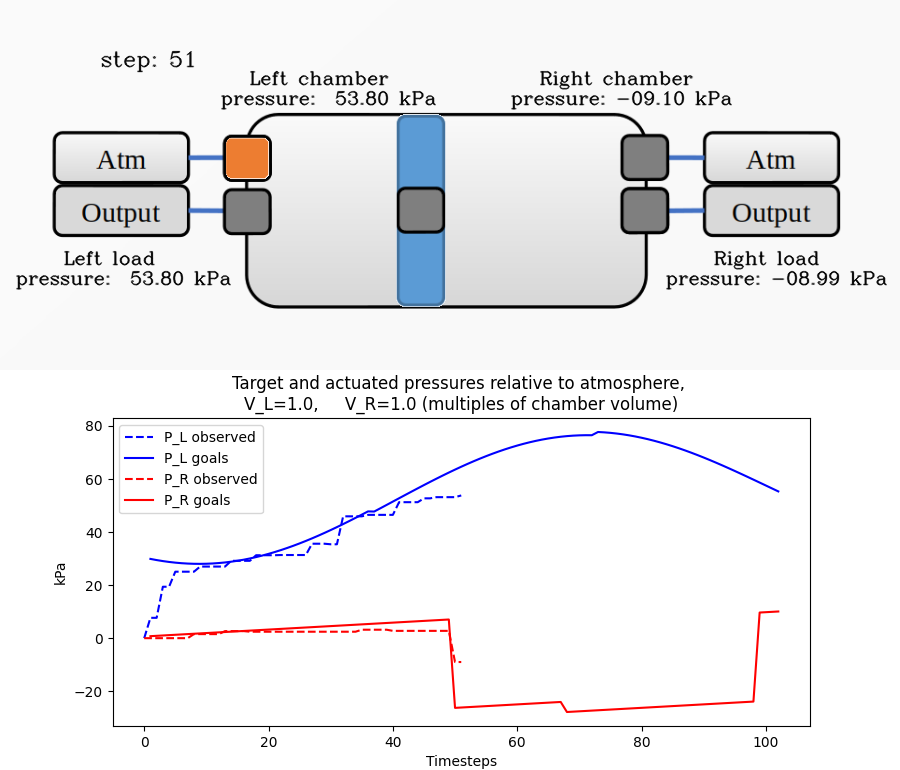 step: 51
Left chamber
pressure:  53.80 kPa
Right chamber
pressure: −09.10 kPa
Atm
Output
Atm
Output
Left load
pressure:  53.80 kPa
Right load
pressure: −08.99 kPa
Target and actuated pressures relative to atmosphere,
V_L=1.0,     V_R=1.0 (multiples of chamber volume)
P_L observed
P_L goals
P_R observed
P_R goals
kPa
80
60
40
20
0
−20
0 20 40 60 80 100
Timesteps